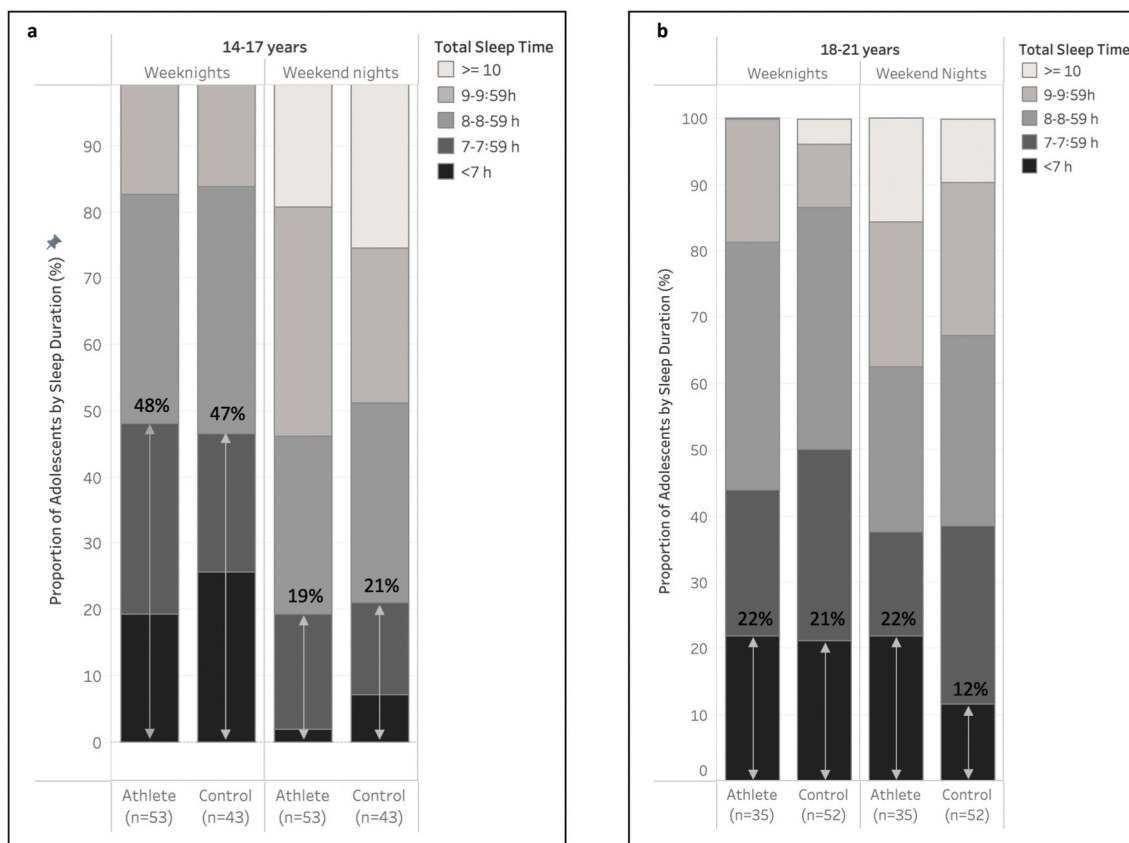 a
14-17 years
Weeknights
Weekend nights
Total Sleep Time
>= 10
9-9:59h
8-8-59 h
7-7:59 h
<7 h
Proportion of Adolescents by Sleep Duration (%)
90
80
70
60
50
40
30
20
10
0
48%
47%
19%
21%
Athlete
(n=53)
Control
(n=43)
Athlete
(n=53)
Control
(n=43)
b
18-21 years
Weeknights
Weekend Nights
Total Sleep Time
>= 10
9-9:59h
8-8-59 h
7-7:59 h
<7 h
Proportion of Adolescents by Sleep Duration (%)
100
90
80
70
60
50
40
30
20
10
0
22%
21%
22%
12%
Athlete
(n=35)
Control
(n=52)
Athlete
(n=35)
Control
(n=52)